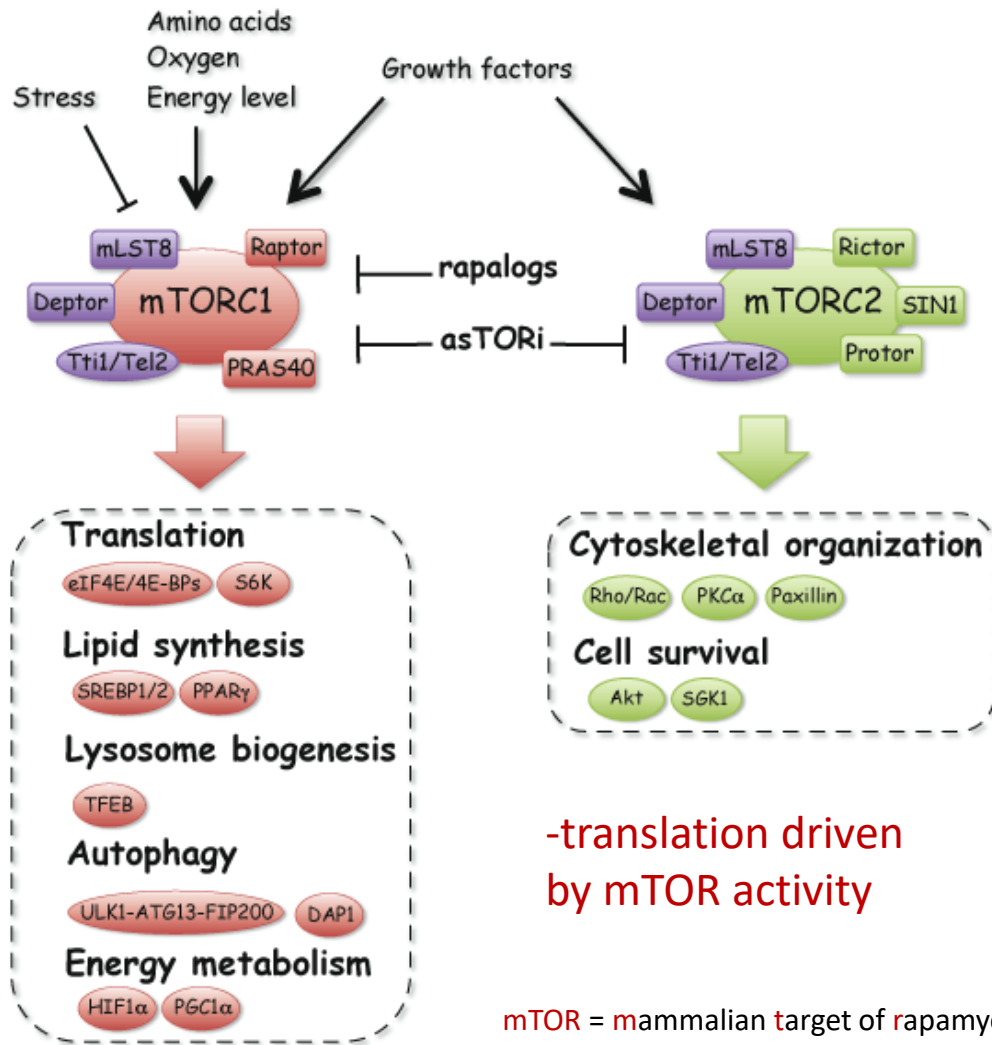 Amino acids
Oxygen
Energy level
Stress
Growth factors
mLST8
Raptor
Deptor
mTORC1
Tti1/Tel2
PRAS40
rapalogs
asTORi
mLST8
Rictor
Deptor
mTORC2
SIN1
Tti1/Tel2
Protor
Translation
eIF4E/4E-BPs
S6K
Lipid synthesis
SREBP1/2
PPARγ
Lysosome biogenesis
TFEB
Autophagy
ULK1-ATG13-FIP200
DAP1
Energy metabolism
HIF1α
PGC1α
Cytoskeletal organization
Rho/Rac
PKCα
Paxillin
Cell survival
Akt
SGK1
-translation driven
by mTOR activity
mTOR = mammalian target of rapamy